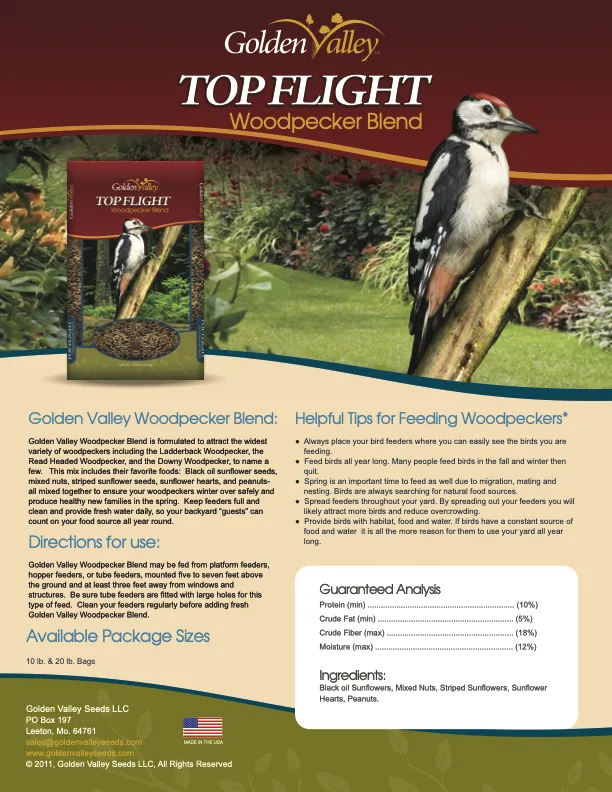 Golden Valley
TOP FLIGHT
Woodpecker Blend
Golden Valley
TOP FLIGHT
Woodpecker Blend
Golden Valley Woodpecker Blend:
Golden Valley Woodpecker Blend is formulated to attract the widest
variety of woodpeckers including the Ladderback Woodpecker, the
Read Headed Woodpecker, and the Downy Woodpecker, to name a
few. This mix includes their favorite foods: Black oil sunflower seeds,
mixed nuts, striped sunflower seeds, sunflower hearts, and peanuts-
all mixed together to ensure your woodpeckers winter over safely and
produce healthy new families in the spring. Keep feeders full and
clean and provide fresh water daily, so your backyard “guests” can
count on your food source all year round.
Directions for use:
Golden Valley Woodpecker Blend may be fed from platform feeders,
hopper feeders, or tube feeders, mounted five to seven feet above
the ground and at least three feet away from windows and
structures. Be sure tube feeders are fitted with large holes for this
type of feed. Clean your feeders regularly before adding fresh
Golden Valley Woodpecker Blend.
Available Package Sizes
10 lb. & 20 lb. Bags
Helpful Tips for Feeding Woodpeckers*
● Always place your bird feeders where you can easily see the birds you are
feeding.
● Feed birds all year long. Many people feed birds in the fall and winter then
quit.
● Spring is an important time to feed as well due to migration, mating and
nesting. Birds are always searching for natural food sources.
● Spread feeders throughout your yard. By spreading out your feeders you will
likely attract more birds and reduce overcrowding.
● Provide birds with habitat, food and water. If birds have a constant source of
food and water it is all the more reason for them to use your yard all year
long.
Guaranteed Analysis
Protein (min) .................................................................... (10%)
Crude Fat (min) ............................................................... (5%)
Crude Fiber (max) ........................................................... (18%)
Moisture (max) ................................................................ (12%)
Ingredients:
Black oil Sunflowers, Mixed Nuts, Striped Sunflowers, Sunflower
Hearts, Peanuts.
Golden Valley Seeds LLC
PO Box 197
Leeton, Mo. 64761
sales@goldenvalleyseeds.com
www.goldenvalleyseeds.com
© 2011, Golden Valley Seeds LLC, All Rights Reserved
MADE IN THE USA